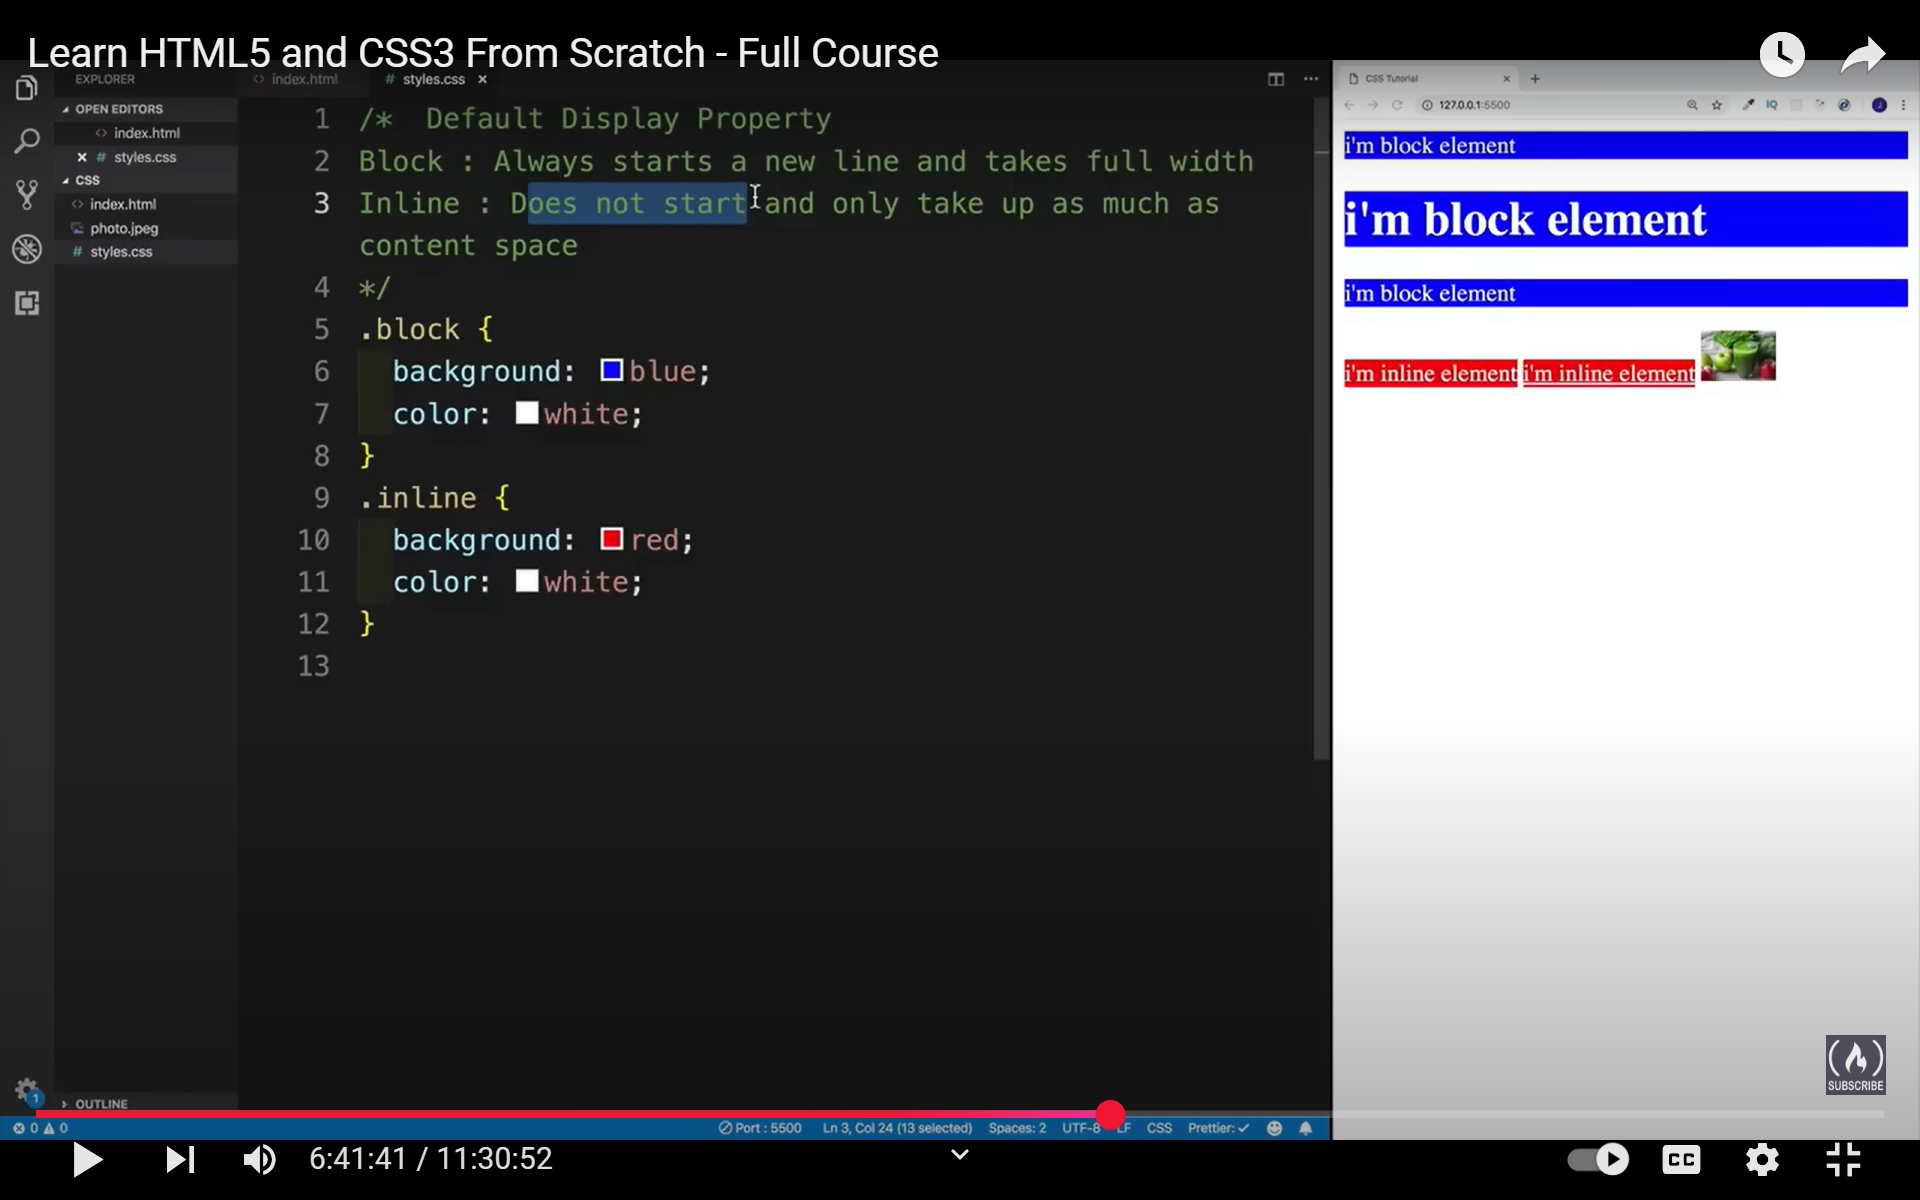 Learn HTML5 and CSS3 From Scratch - Full Course
EXPLORER
OPEN EDITORS
<> index.html
# styles.css
CSS
<> index.html
photo.jpeg
# styles.css
OUTLINE
<> index.html
# styles.css
1 /*  Default Display Property
2 Block : Always starts a new line and takes full width
3 Inline : Does not start and only take up as much as
content space
4 */
5 .block {
6 background: blue;
7 color: white;
8 }
9 .inline {
10 background: red;
11 color: white;
12 }
13
CSS Tutorial
127.0.0.1:5500
IQ
J
i'm block element
i'm block element
i'm block element
i'm inline element i'm inline element
SUBSCRIBE
1
0 0
Port : 5500 Ln 3, Col 24 (13 selected) Spaces: 2 UTF-8 LF CSS Prettier: ✓
6:41:41 / 11:30:52
CC